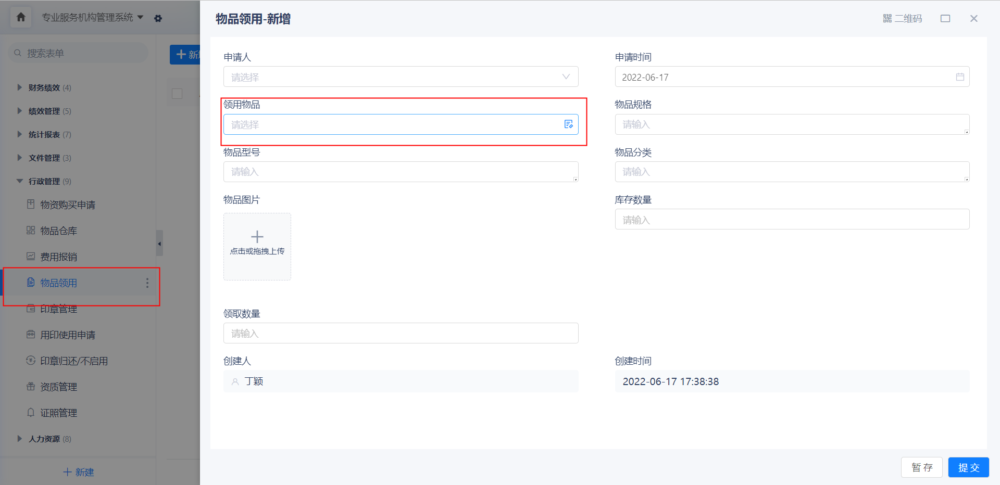 专业服务机构管理系统
搜索表单
财务绩效 (4)
绩效管理 (5)
统计报表 (7)
文件管理 (3)
行政管理 (9)
物资购买申请
物品仓库
费用报销
物品领用
印章管理
用印使用申请
印章归还/不启用
资质管理
证照管理
人力资源 (8)
新建
新增
物品领用-新增
二维码
申请人
请选择
申请时间
2022-06-17
领用物品
请选择
物品规格
请输入
物品型号
请输入
物品分类
请输入
物品图片
点击或拖拽上传
库存数量
请输入
领取数量
请输入
创建人
丁颖
创建时间
2022-06-17 17:38:38
暂 存
提 交